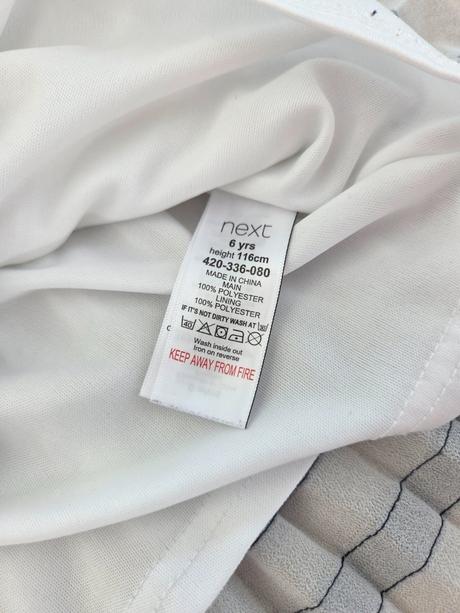 next
6 yrs
height 116cm
420-336-080
MADE IN CHINA
MAIN
100% POLYESTER
LINING
100% POLYESTER
IF IT'S NOT DIRTY WASH AT 30
40
Wash inside out
Iron on reverse
KEEP AWAY FROM FIRE